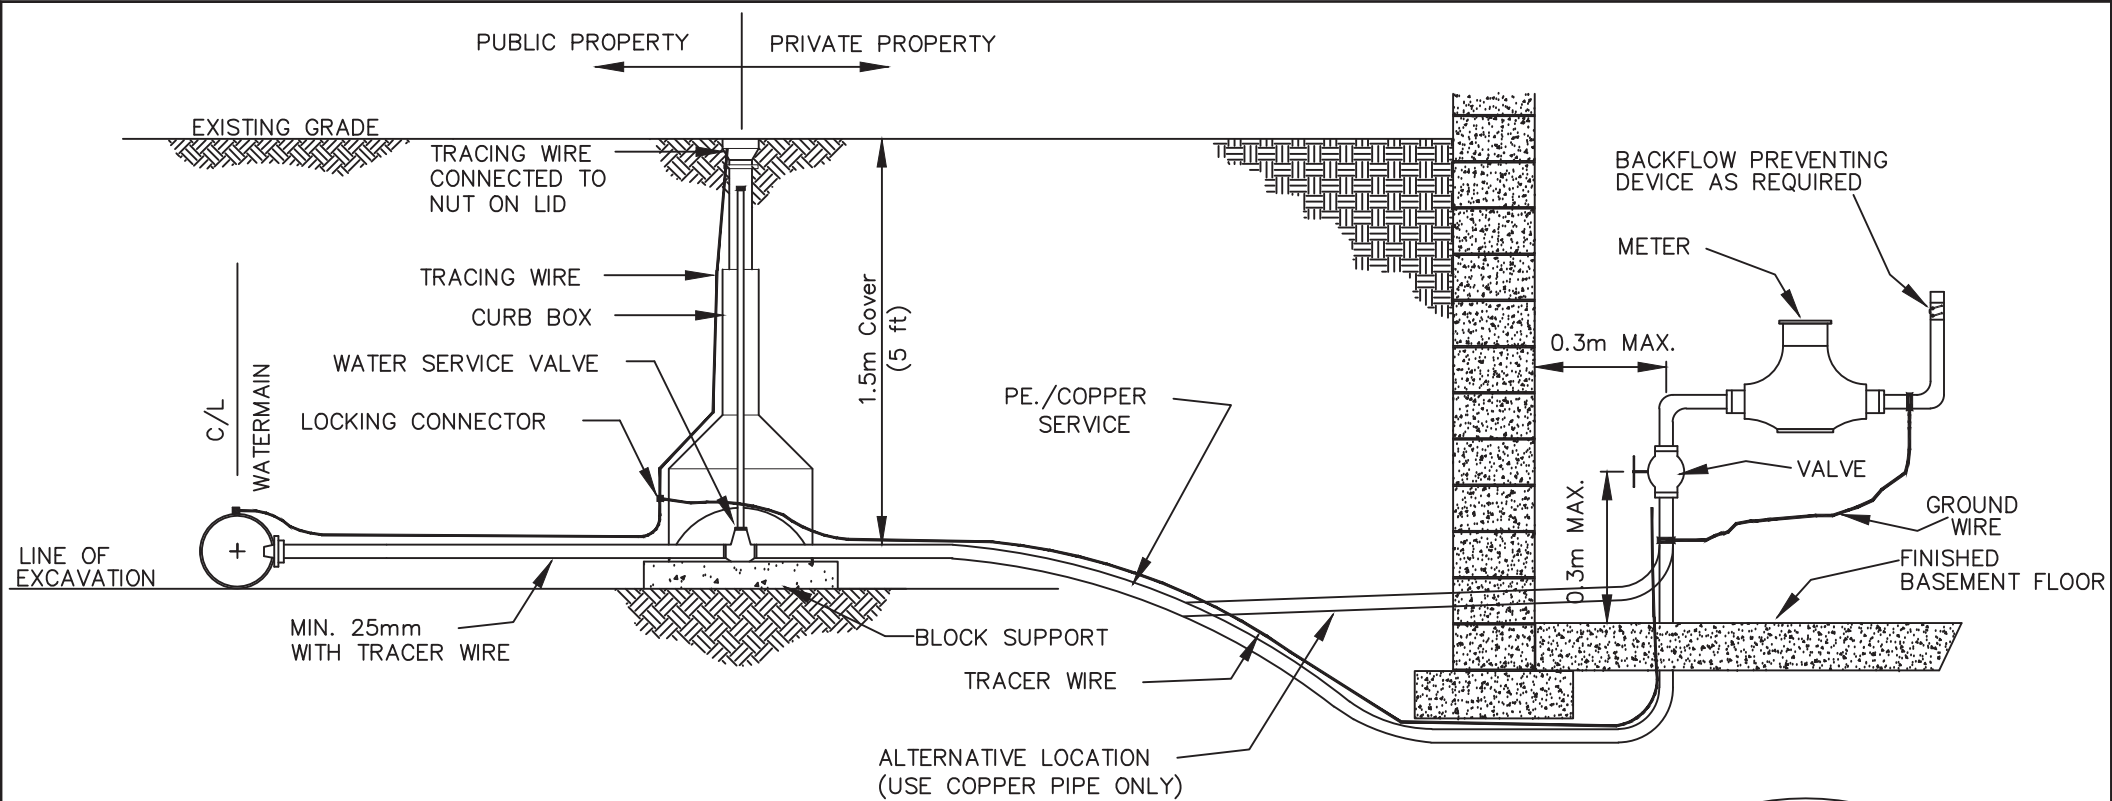 PUBLIC PROPERTY
PRIVATE PROPERTY
EXISTING GRADE
TRACING WIRE
CONNECTED TO
NUT ON LID
BACKFLOW PREVENTING
DEVICE AS REQUIRED
METER
TRACING WIRE
CURB BOX
1.5m Cover
(5 ft)
0.3m MAX.
WATER SERVICE VALVE
PE./COPPER
SERVICE
C/L
WATERMAIN
LOCKING CONNECTOR
VALVE
0.3m MAX.
GROUND
WIRE
LINE OF
EXCAVATION
FINISHED
BASEMENT FLOOR
MIN. 25mm
WITH TRACER WIRE
BLOCK SUPPORT
TRACER WIRE
ALTERNATIVE LOCATION
(USE COPPER PIPE ONLY)